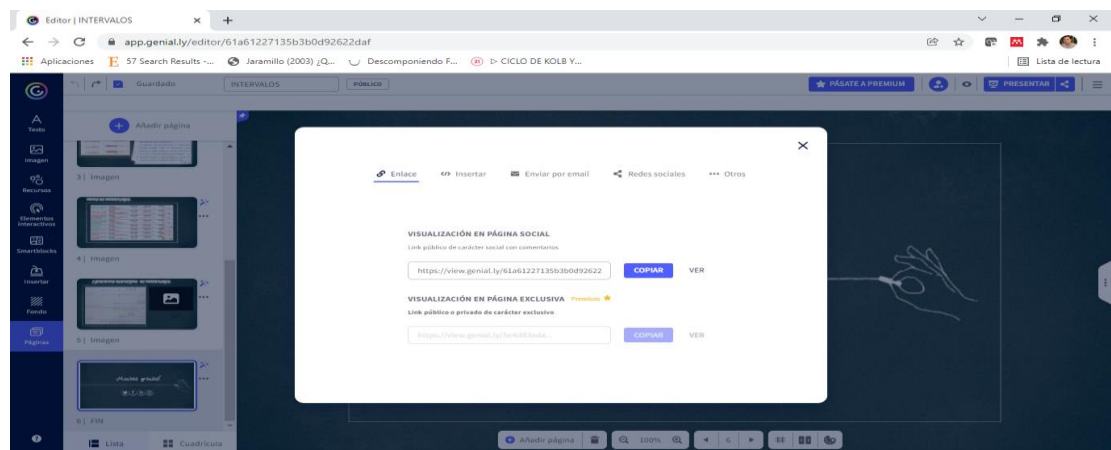 Editor | INTERVALOS
app.genial.ly/editor/61a61227135b3b0d92622daf
Aplicaciones
57 Search Results -...
Jaramillo (2003) ¿Q...
Descomponiendo F...
▷ CICLO DE KOLB Y...
Lista de lectura
Guardado
INTERVALOS
PÚBLICO
PÁSATE A PREMIUM
PRESENTAR
Texto
Imagen
Recursos
Elementos interactivos
Smartblocks
Insertar
Fondo
Páginas
Añadir página
3| Imagen
4| Imagen
5| Imagen
6| FIN
Lista
Cuadrícula
Enlace
Insertar
Enviar por email
Redes sociales
Otros
VISUALIZACIÓN EN PÁGINA SOCIAL
Link público de carácter social con comentarios
https://view.genial.ly/61a61227135b3b0d92622
COPIAR
VER
VISUALIZACIÓN EN PÁGINA EXCLUSIVA Premium
Link público o privado de carácter exclusivo
COPIAR
VER
Añadir página
100%
6